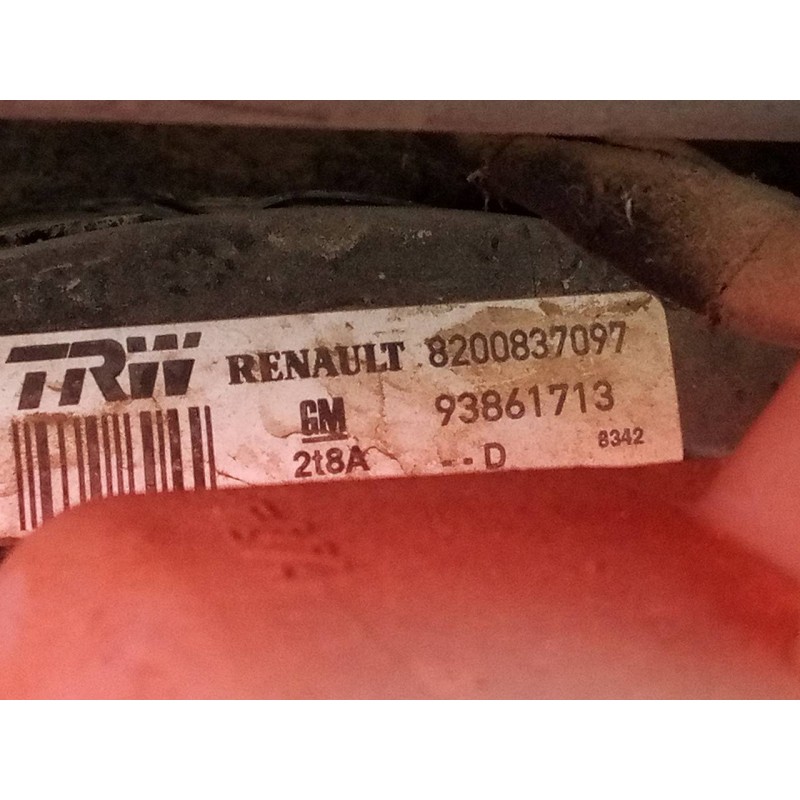 TRW RENAULT 8200837097
GM 93861713
2t8A --D 8342